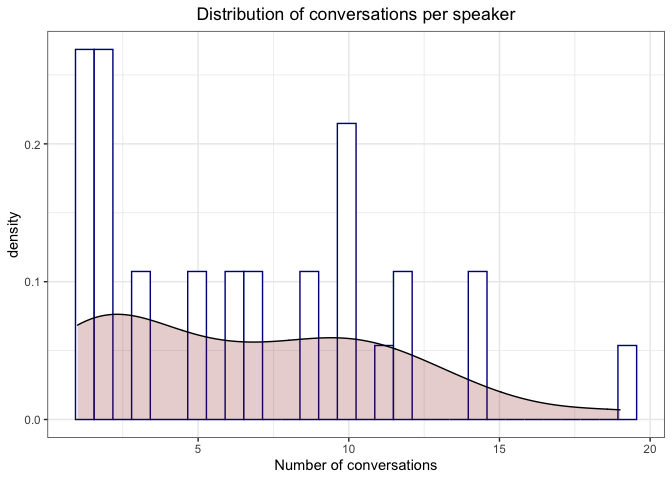 Distribution of conversations per speaker
density
0.2
0.1
0.0
5 10 15 20
Number of conversations